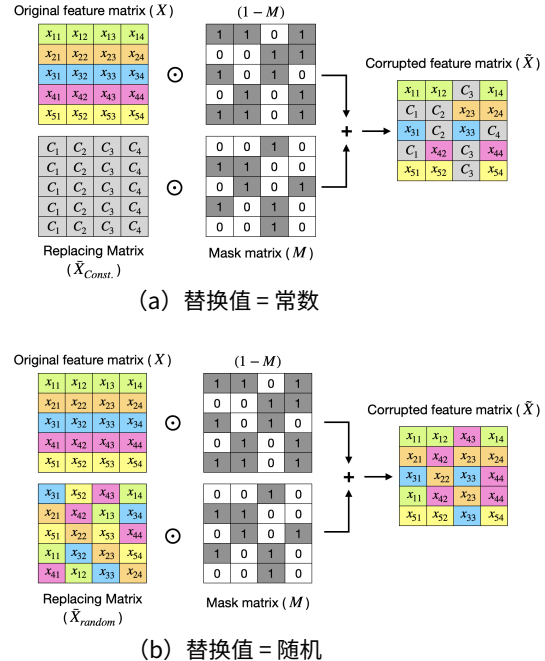 Original feature matrix (X)
x11 x12 x13 x14
x21 x22 x23 x24
x31 x32 x33 x34
x41 x42 x43 x44
x51 x52 x53 x54
⊙
(1 − M)
1 1 0 1
0 0 1 1
1 0 1 0
0 1 0 1
1 1 0 1
C1 C2 C3 C4
C1 C2 C3 C4
C1 C2 C3 C4
C1 C2 C3 C4
C1 C2 C3 C4
Replacing Matrix
(X̄Const.)
⊙
0 0 1 0
1 1 0 0
0 1 0 1
1 0 1 0
0 0 1 0
Mask matrix (M)
+
Corrupted feature matrix (X̃)
x11 x12 C3 x14
C1 C2 x23 x24
x31 C2 x33 C4
C1 x42 C3 x44
x51 x52 C3 x54
（a）替换值 = 常数
Original feature matrix (X)
x11 x12 x13 x14
x21 x22 x23 x24
x31 x32 x33 x34
x41 x42 x43 x44
x51 x52 x53 x54
⊙
(1 − M)
1 1 0 1
0 0 1 1
1 0 1 0
0 1 0 1
1 1 0 1
x31 x52 x43 x14
x21 x42 x13 x34
x51 x22 x53 x44
x11 x32 x23 x54
x41 x12 x33 x24
Replacing Matrix
(X̄random)
⊙
0 0 1 0
1 1 0 0
0 1 0 1
1 0 1 0
0 0 1 0
Mask matrix (M)
+
Corrupted feature matrix (X̃)
x11 x12 x43 x14
x21 x42 x23 x24
x31 x22 x33 x44
x11 x42 x23 x44
x51 x52 x33 x54
（b）替换值 = 随机